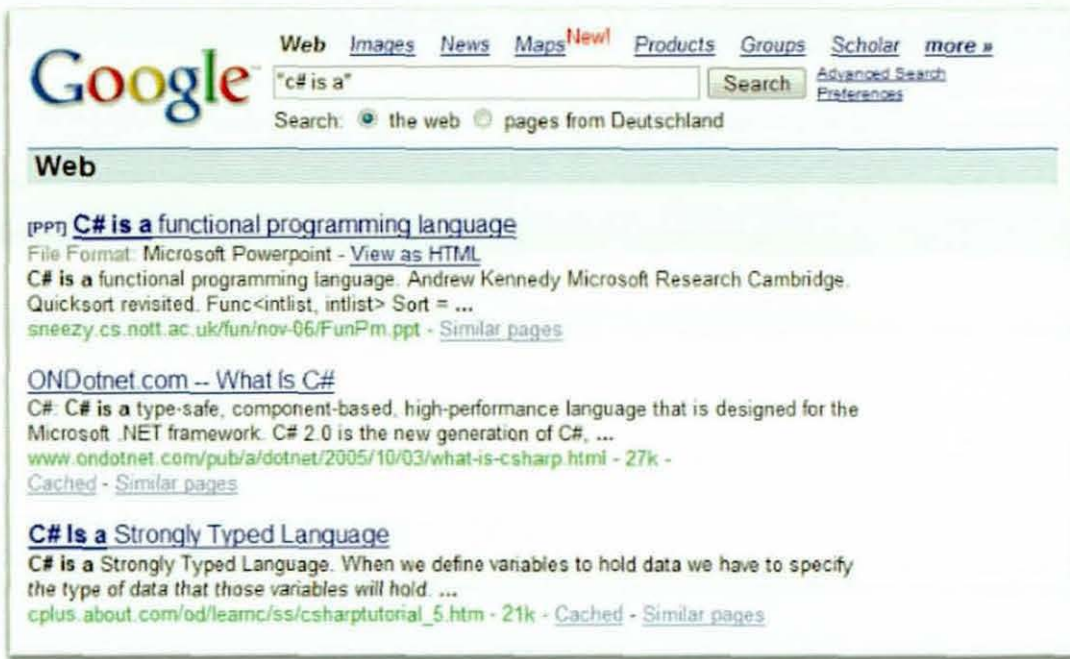 Google™
Web Images News Maps New! Products Groups Scholar more »
"c# is a"
Search
Advanced Search
Preferences
Search: the web pages from Deutschland
Web
[PPT] C# is a functional programming language
File Format: Microsoft Powerpoint - View as HTML
C# is a functional programming language. Andrew Kennedy Microsoft Research Cambridge.
Quicksort revisited. Func<intlist, intlist> Sort = ...
sneezy.cs.nott.ac.uk/fun/nov-06/FunPm.ppt - Similar pages
ONDotnet.com -- What Is C#
C#: C# is a type-safe, component-based, high-performance language that is designed for the
Microsoft .NET framework. C# 2.0 is the new generation of C#, ...
www.ondotnet.com/pub/a/dotnet/2005/10/03/what-is-csharp.html - 27k -
Cached - Similar pages
C# Is a Strongly Typed Language
C# is a Strongly Typed Language. When we define variables to hold data we have to specify
the type of data that those variables will hold. ...
cplus.about.com/od/learnc/ss/csharptutorial_5.htm - 21k - Cached - Similar pages